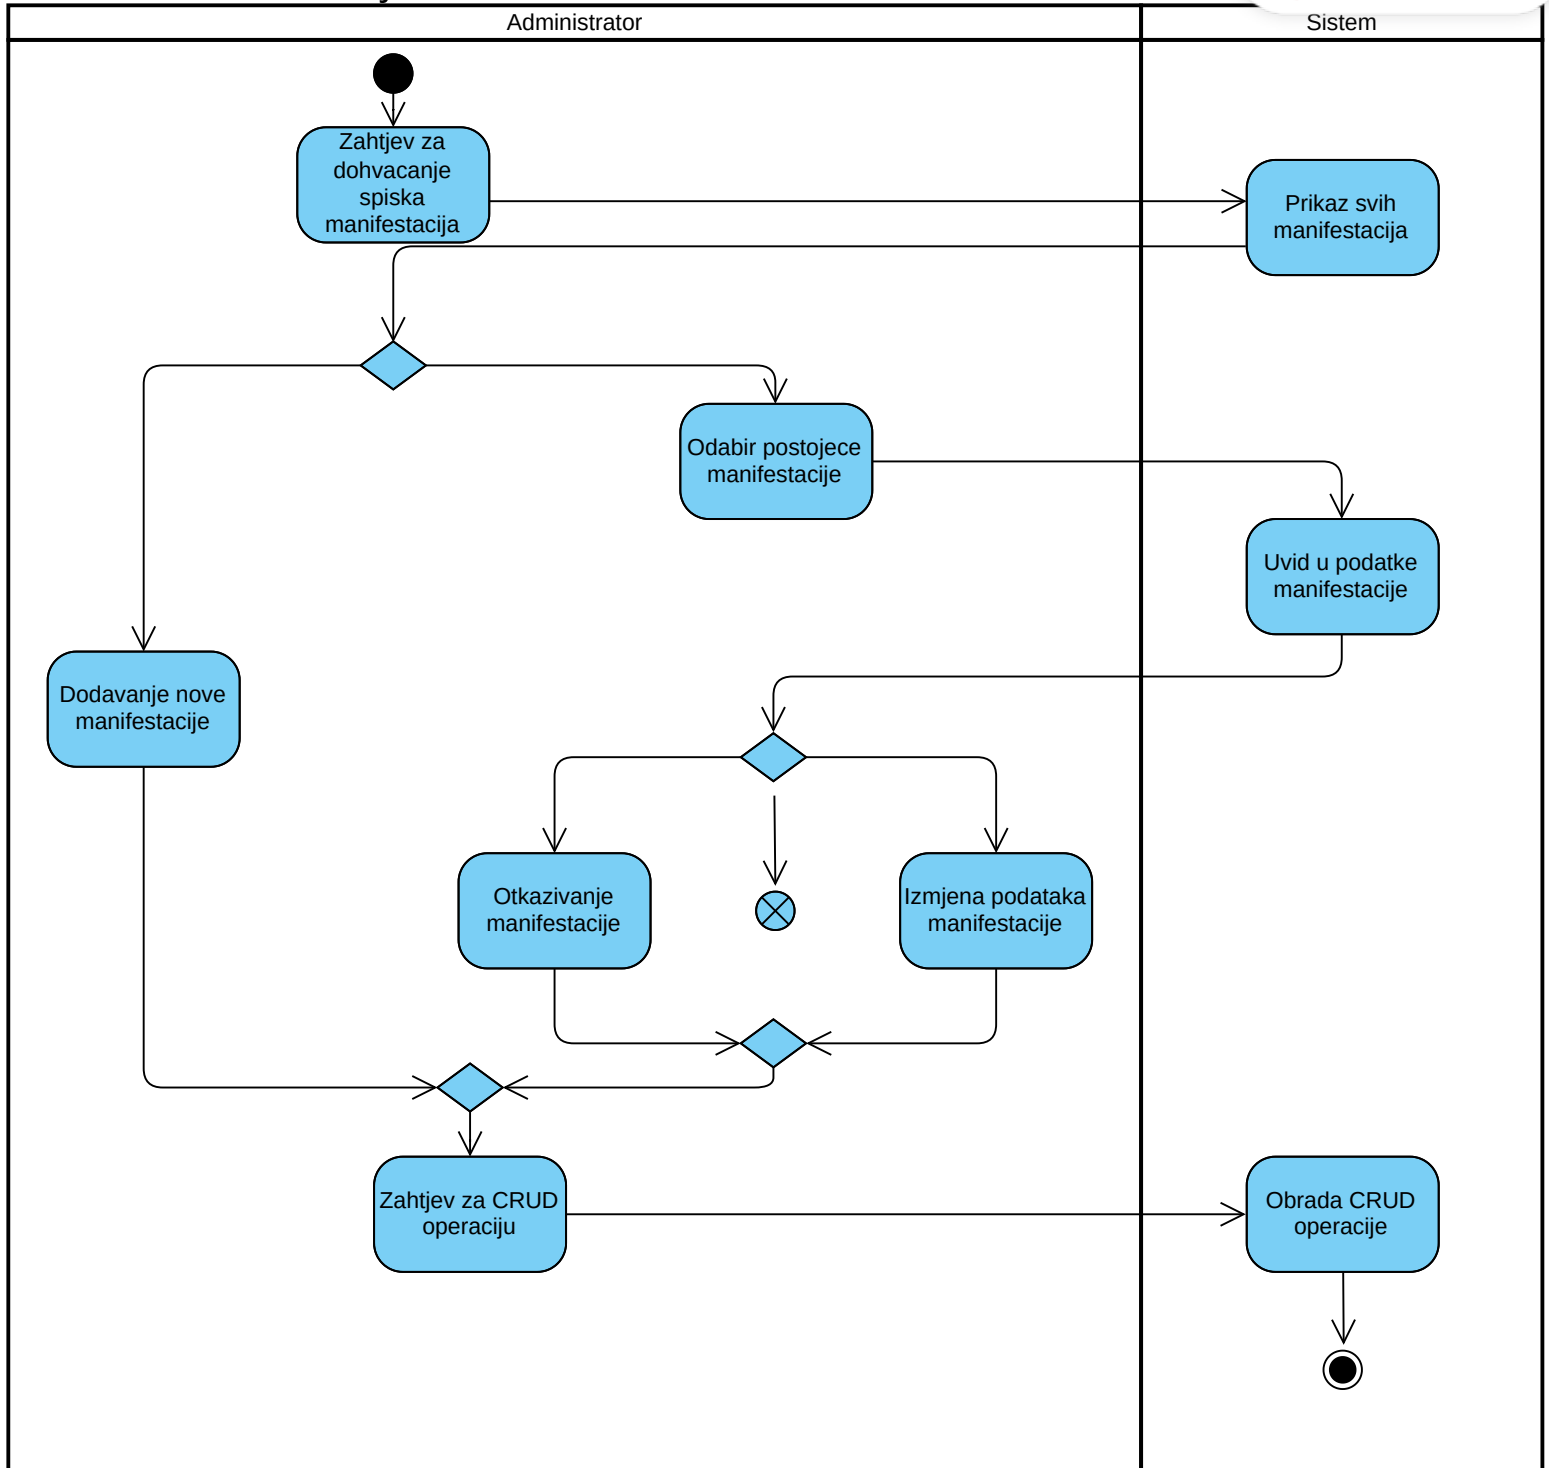 Administrator
Sistem
Zahtjev za
dohvacanje
spiska
manifestacija
Prikaz svih
manifestacija
Odabir postojece
manifestacije
Uvid u podatke
manifestacije
Dodavanje nove
manifestacije
Otkazivanje
manifestacije
Izmjena podataka
manifestacije
Zahtjev za CRUD
operaciju
Obrada CRUD
operacije